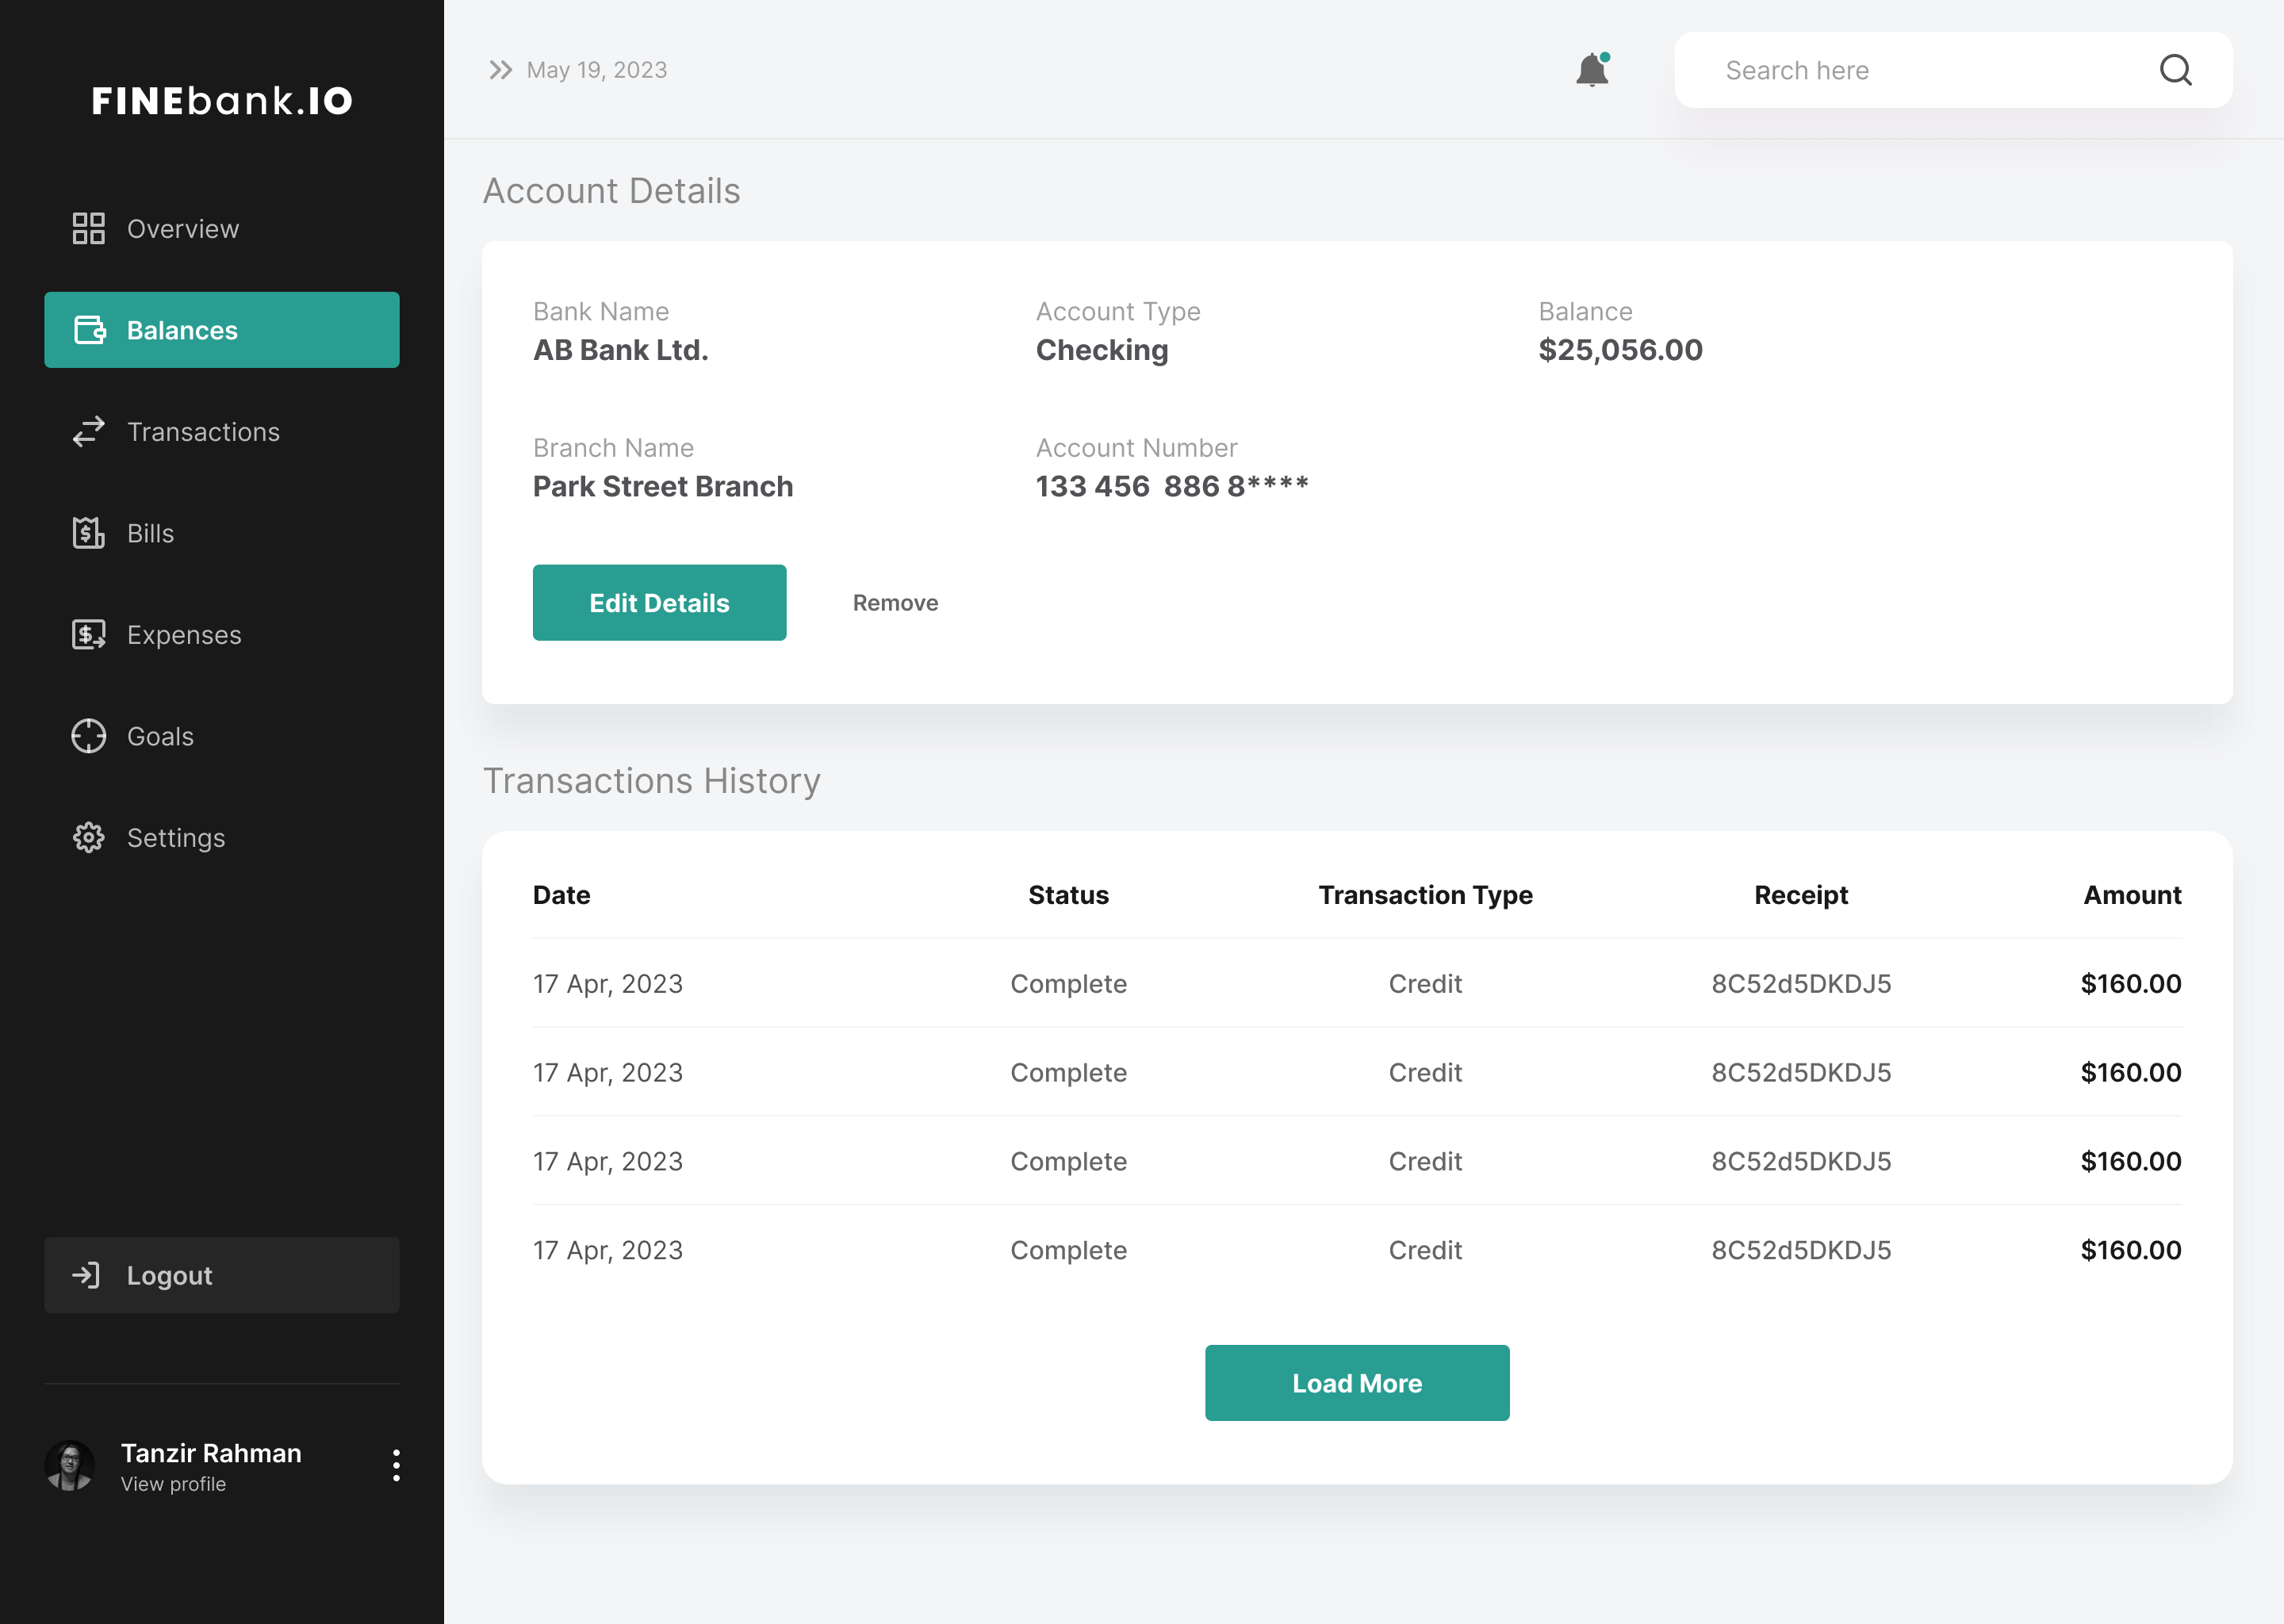 FINEbank.IO
Overview
Balances
Transactions
Bills
Expenses
Goals
Settings
Logout
Tanzir Rahman
View profile
May 19, 2023
Search here
Account Details
Bank Name Account Type Balance
AB Bank Ltd. Checking $25,056.00
Branch Name Account Number
Park Street Branch 133 456  886 8****
Edit Details Remove
Transactions History
Date Status Transaction Type Receipt Amount
17 Apr, 2023 Complete Credit 8C52d5DKDJ5 $160.00
17 Apr, 2023 Complete Credit 8C52d5DKDJ5 $160.00
17 Apr, 2023 Complete Credit 8C52d5DKDJ5 $160.00
17 Apr, 2023 Complete Credit 8C52d5DKDJ5 $160.00
Load More